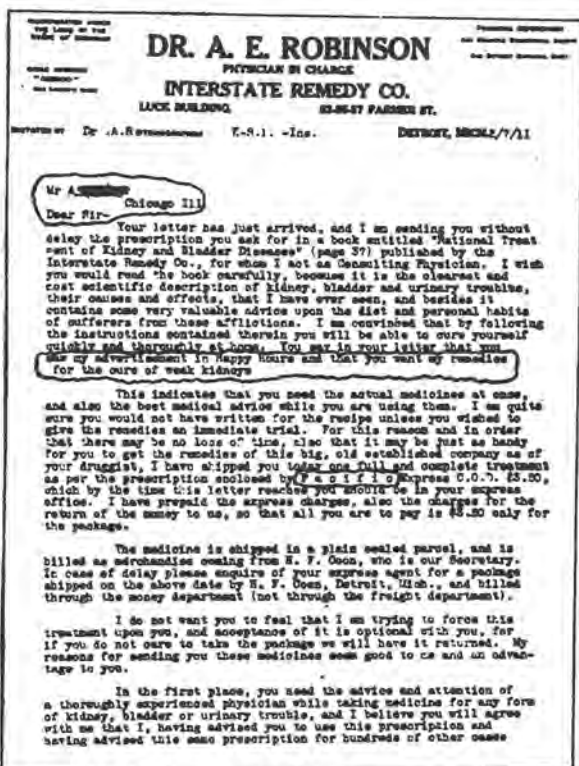 DR. A. E. ROBINSON
PHYSICIAN IN CHARGE
INTERSTATE REMEDY CO.
LUCK BUILDING, 53-55-57 FARMER ST.
Dr .A.R K-S.l. -Ins. DETROIT, MICH. 2/7/11
Mr A.
Chicago Ill
Dear Sir-
Your letter has just arrived, and I am sending you without
delay the prescription you ask for in a book entitled "Rational Treat
ment of Kidney and Bladder Diseases" (page 37) published by the
Interstate Remedy Co., for whom I act as Consulting Physician. I wish
you would read the book carefully, because it is the clearest and
most scientific description of kidney, bladder and urinary troubles,
their causes and effects, that I have ever seen, and besides it
contains some very valuable advice upon the diet and personal habits
of sufferers from these afflictions. I am convinced that by following
the instructions contained therein you will be able to cure yourself
quickly and thoroughly at home. You say in your letter that you
saw my advertisement in Happy hours and that you want my remedies
for the cure of weak kidneys
This indicates that you need the actual medicines at once,
and also the best medical advice while you are using them. I am quite
sure you would not have written for the recipe unless you wished to
give the remedies an immediate trial. For this reason and in order
that there may be no loss of time, also that it may be just as handy
for you to get the remedies of this big, old established company as of
your druggist, I have shipped you today one full and complete treatment
as per the prescription enclosed by Pacific Express C.O.D. $3.50,
which by the time this letter reaches you should be in your express
office. I have prepaid the express charges, also the charges for the
return of the money to us, so that all you are to pay is $3.50 only for
the package.
The medicine is shipped in a plain sealed parcel, and is
billed as merchandise coming from H. F. Coon, who is our Secretary.
In case of delay please enquire of your express agent for a package
shipped on the above date by H. F. Coon, Detroit, Mich., and billed
through the money department (not through the freight department).
I do not want you to feel that I am trying to force this
treatment upon you, and acceptance of it is optional with you, for
if you do not care to take the package we will have it returned. My
reasons for sending you these medicines seem good to me and an advan-
tage to you.
In the first place, you need the advice and attention of
a thoroughly experienced physician while taking medicine for any form
of kidney, bladder or urinary trouble, and I believe you will agree
with me that I, having advised you to use this prescription and
having advised this same prescription for hundreds of other cases